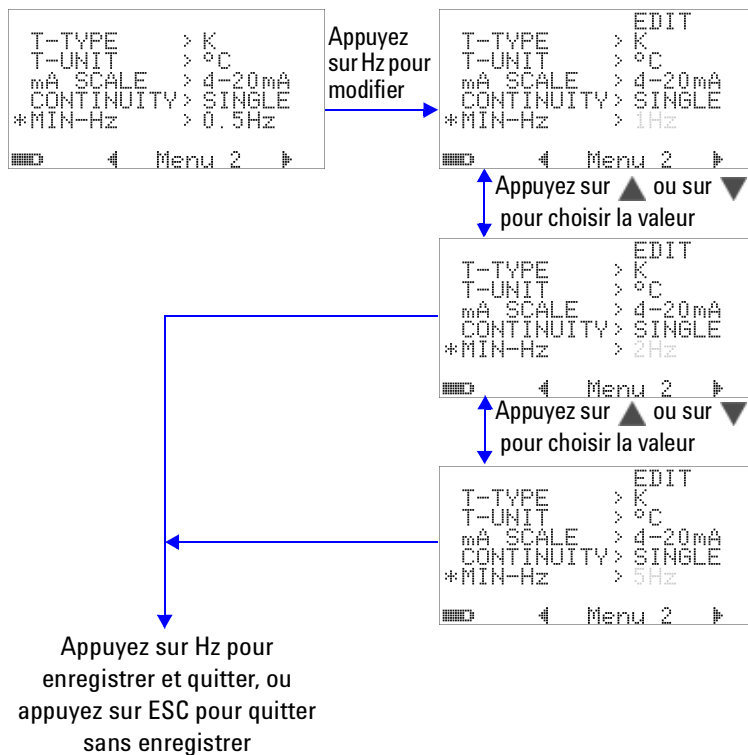 T-TYPE > K
T-UNIT > °C
mA SCALE > 4-20mA
CONTINUITY> SINGLE
*MIN-Hz > 0.5Hz
Menu 2
Appuyez
sur Hz pour
modifier
EDIT
T-TYPE > K
T-UNIT > °C
mA SCALE > 4-20mA
CONTINUITY> SINGLE
*MIN-Hz > 1Hz
Menu 2
Appuyez sur ▲ ou sur ▼
pour choisir la valeur
EDIT
T-TYPE > K
T-UNIT > °C
mA SCALE > 4-20mA
CONTINUITY> SINGLE
*MIN-Hz > 2Hz
Menu 2
Appuyez sur ▲ ou sur ▼
pour choisir la valeur
EDIT
T-TYPE > K
T-UNIT > °C
mA SCALE > 4-20mA
CONTINUITY> SINGLE
*MIN-Hz > 5Hz
Menu 2
Appuyez sur Hz pour
enregistrer et quitter, ou
appuyez sur ESC pour quitter
sans enregistrer